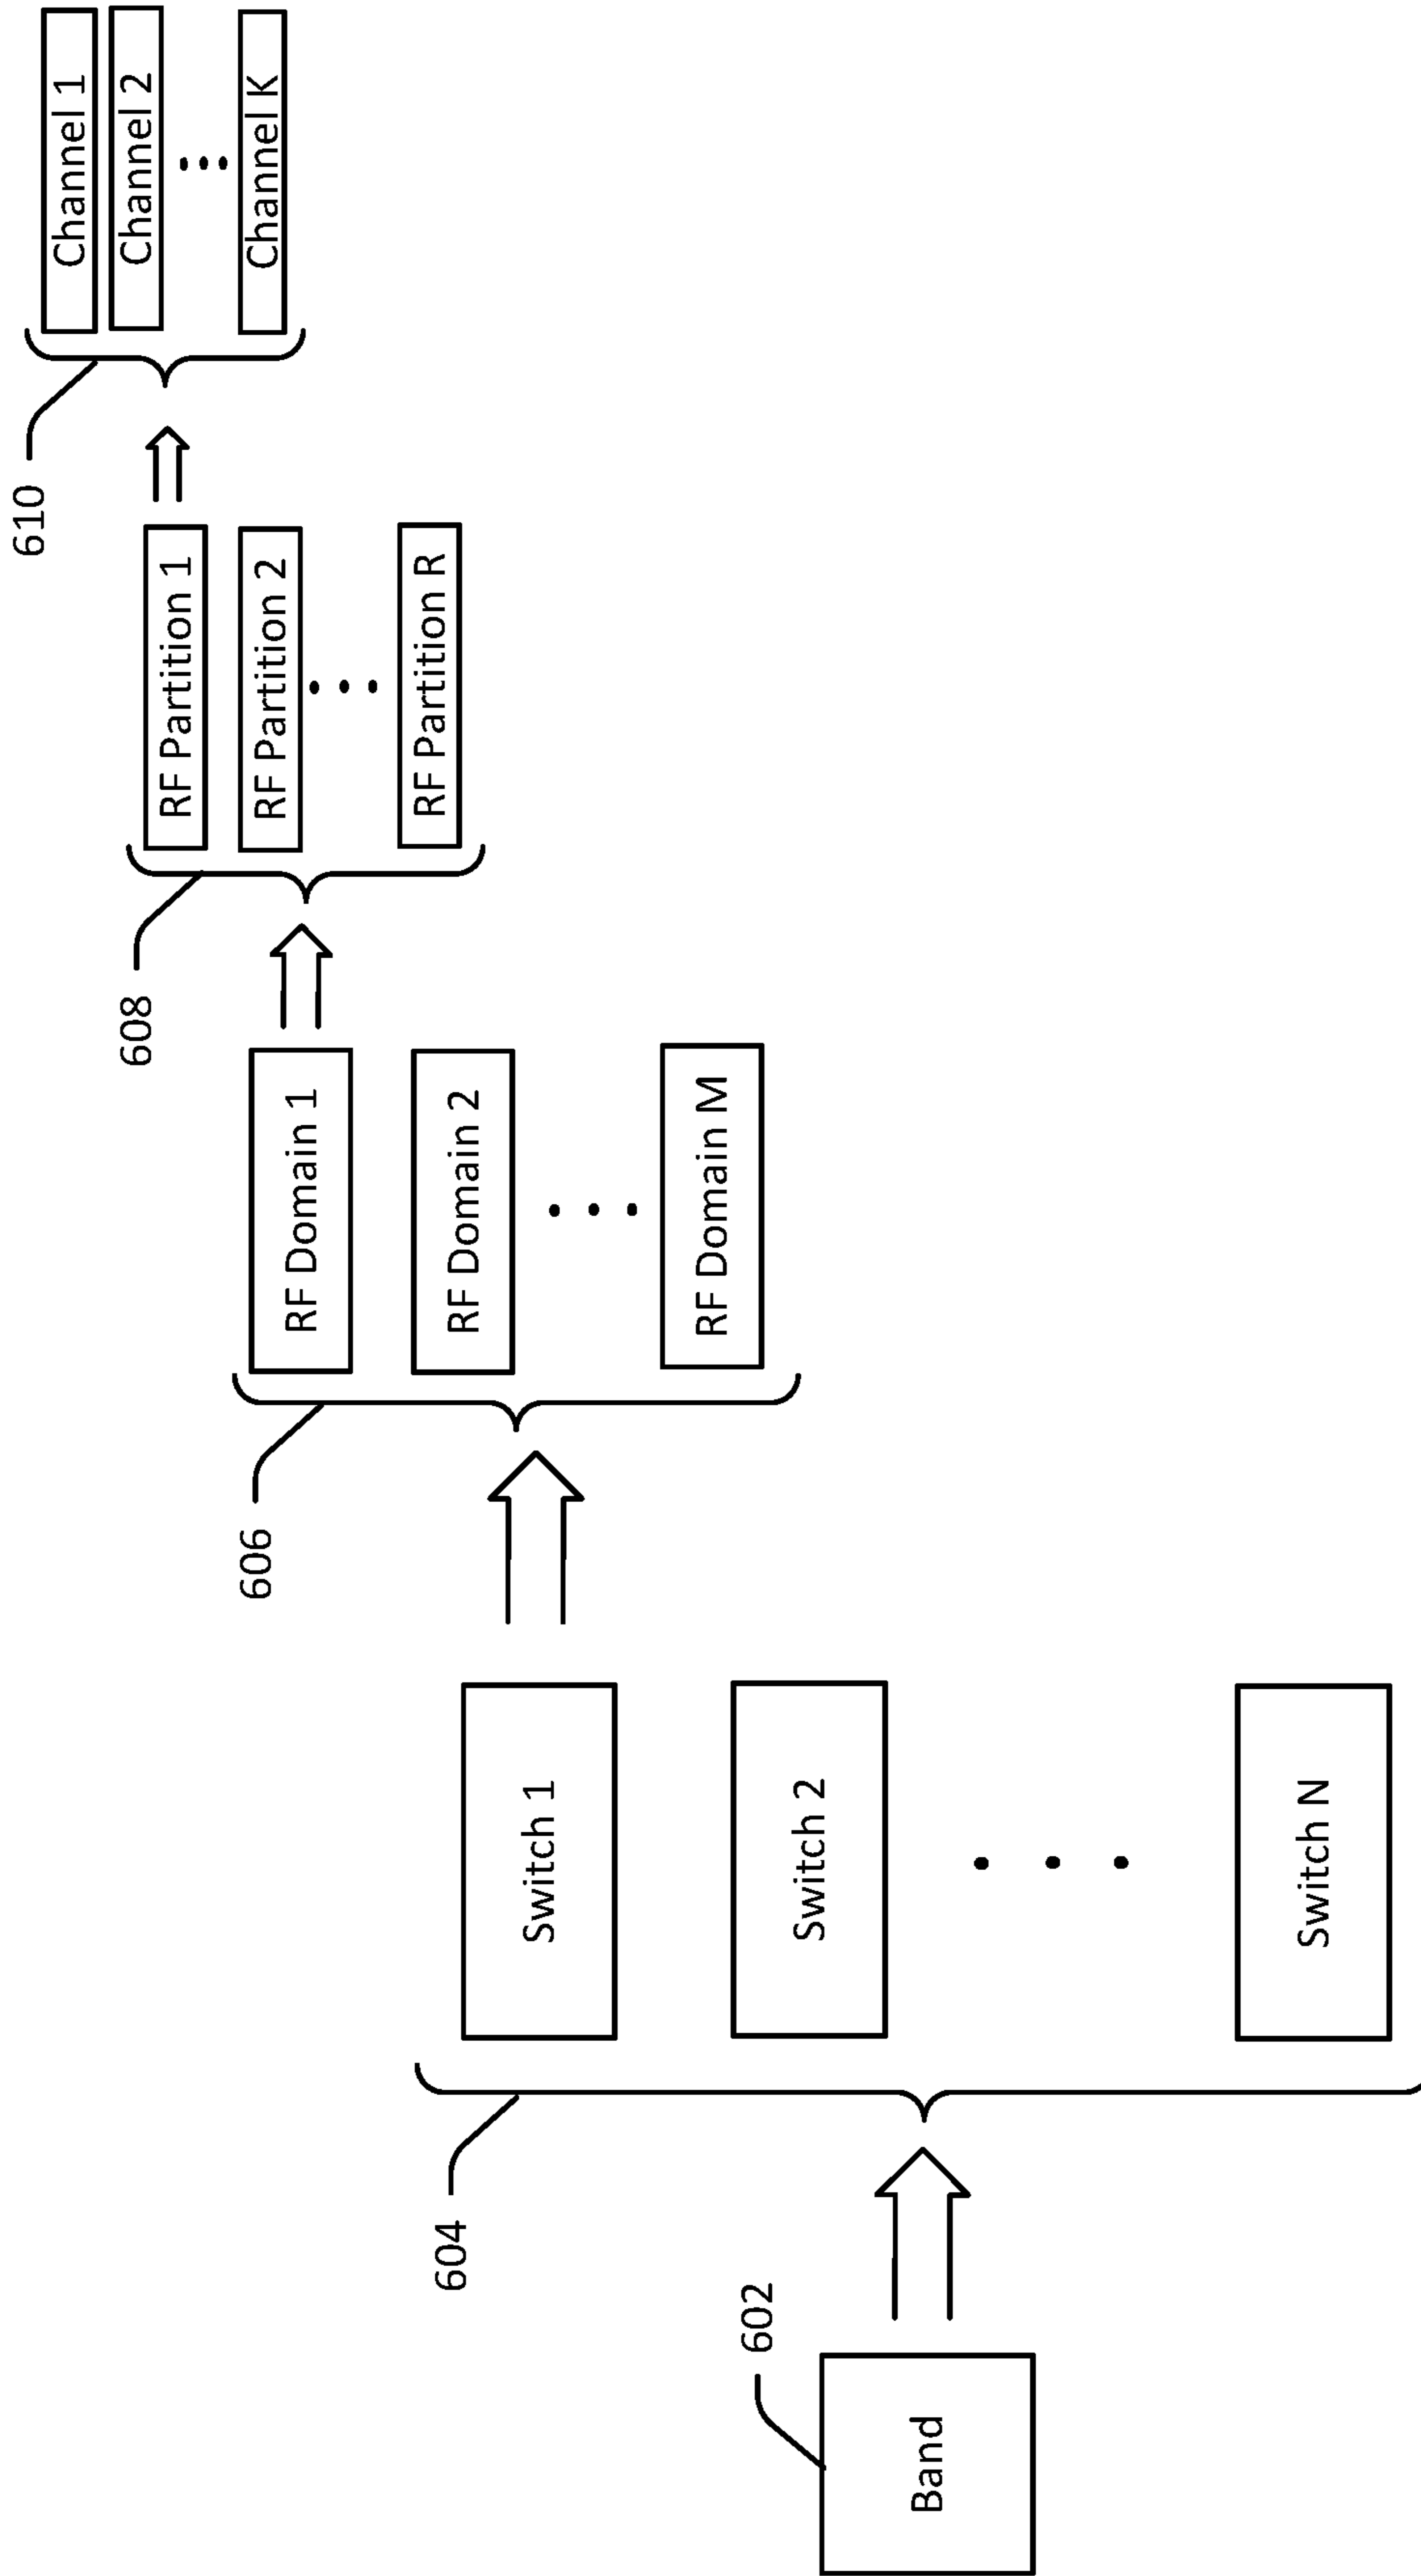 Band
602
604
Switch 1
Switch 2
Switch N
606
RF Domain 1
RF Domain 2
RF Domain M
608
RF Partition 1
RF Partition 2
RF Partition R
610
Channel 1
Channel 2
Channel K